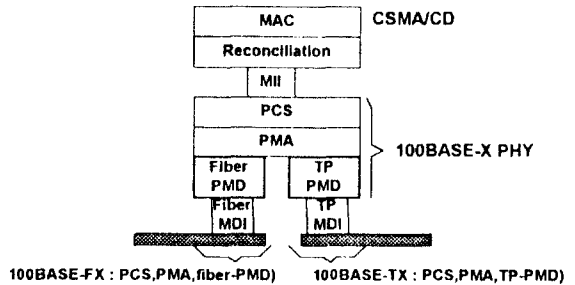 MAC
CSMA/CD
Reconciliation
MII
PCS
PMA
100BASE-X PHY
Fiber
PMD
TP
PMD
Fiber
MDI
TP
MDI
100BASE-FX : PCS,PMA,fiber-PMD)
100BASE-TX : PCS,PMA,TP-PMD)